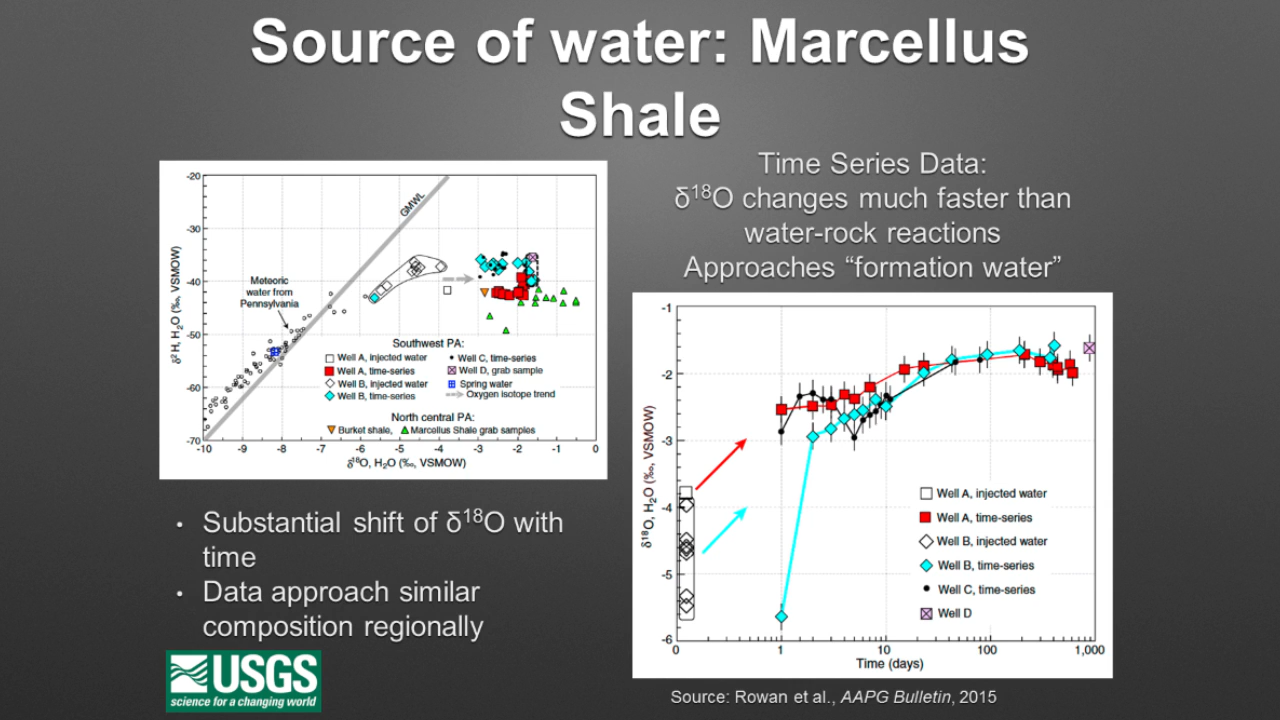 Source of water: Marcellus
Shale
Time Series Data:
δ¹⁸O changes much faster than
water-rock reactions
Approaches “formation water”
-20
-30
-40
-50
-60
-70
δ²H, H₂O (‰, VSMOW)
GMWL
Meteoric
water from
Pennsylvania
Southwest PA:
Well A, injected water
Well A, time-series
Well B, injected water
Well B, time-series
Well C, time-series
Well D, grab sample
Spring water
Oxygen isotope trend
North central PA:
Burket shale, Marcellus Shale grab samples
-10 -9 -8 -7 -6 -5 -4 -3 -2 -1 0
δ¹⁸O, H₂O (‰, VSMOW)
• Substantial shift of δ¹⁸O with
time
• Data approach similar
composition regionally
-1
-2
-3
-4
-5
-6
δ¹⁸O, H₂O (‰, VSMOW)
Well A, injected water
Well A, time-series
Well B, injected water
Well B, time-series
Well C, time-series
Well D
0 1 10 100 1,000
Time (days)
USGS
science for a changing world
Source: Rowan et al., AAPG Bulletin, 2015